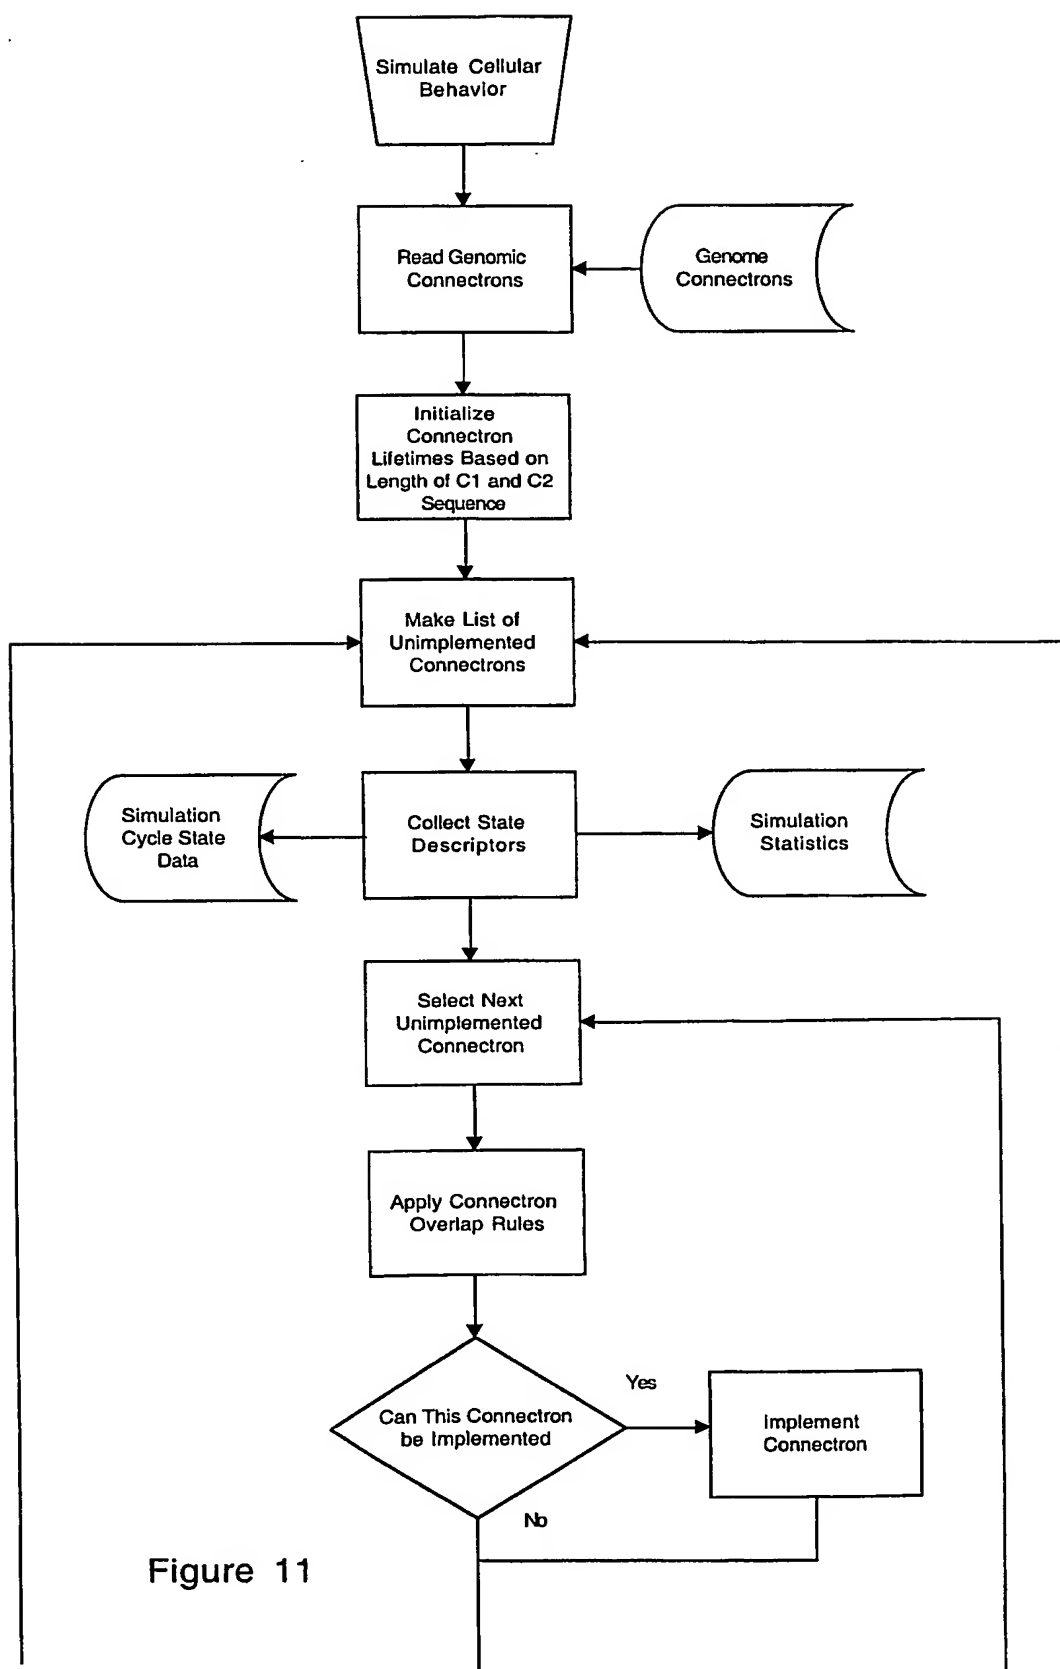 Simulate Cellular
Behavior
Read Genomic
Connectrons
Genome
Connectrons
Initialize
Connectron
Lifetimes Based on
Length of C1 and C2
Sequence
Make List of
Unimplemented
Connectrons
Simulation
Cycle State
Data
Collect State
Descriptors
Simulation
Statistics
Select Next
Unimplemented
Connectron
Apply Connectron
Overlap Rules
Can This Connectron
be Implemented
Yes
Implement
Connectron
No
Figure 11